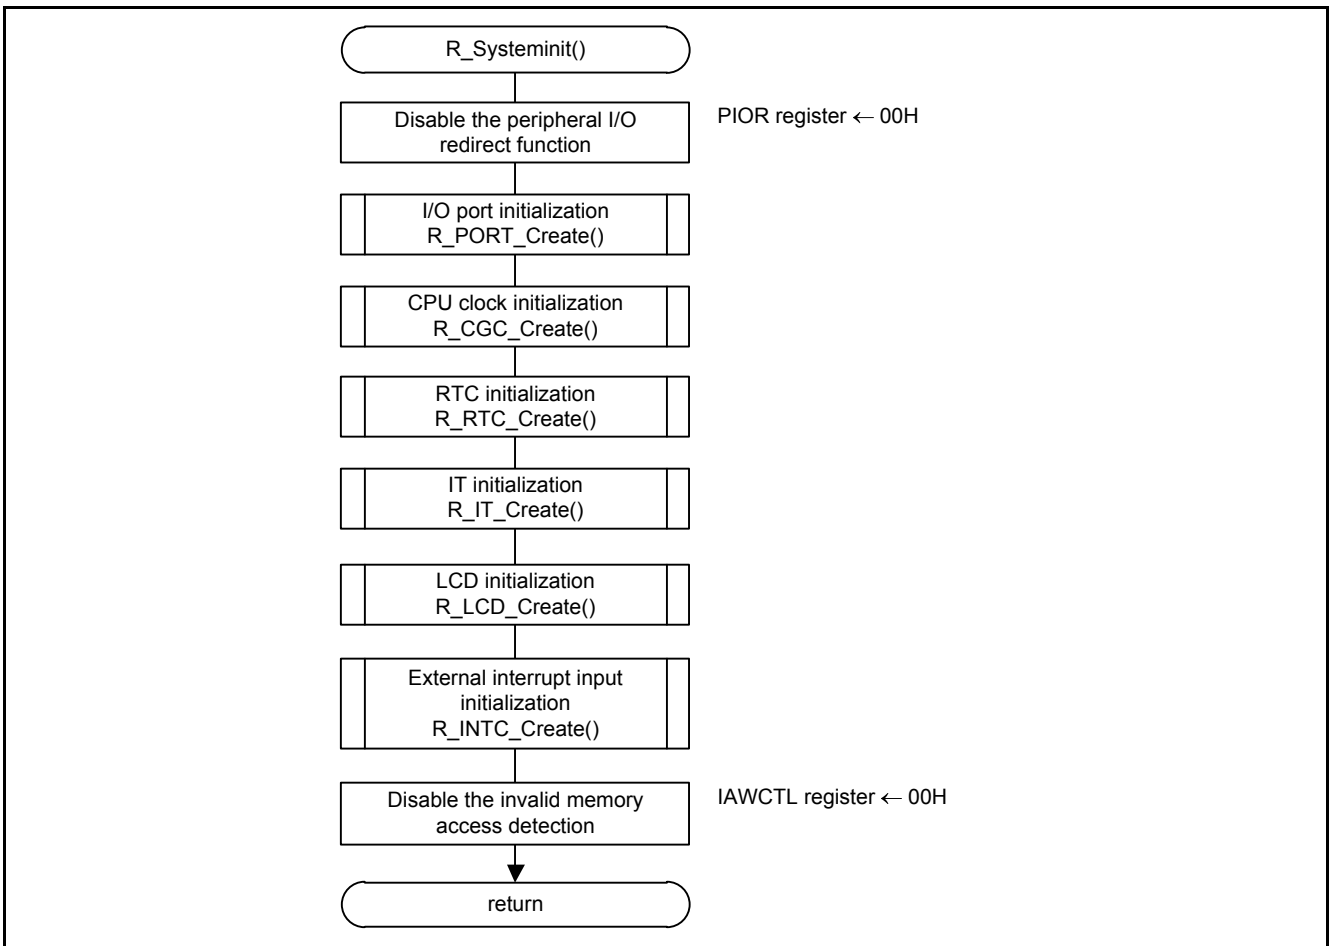 R_Systeminit()
Disable the peripheral I/O
redirect function
PIOR register ← 00H
I/O port initialization
R_PORT_Create()
CPU clock initialization
R_CGC_Create()
RTC initialization
R_RTC_Create()
IT initialization
R_IT_Create()
LCD initialization
R_LCD_Create()
External interrupt input
initialization
R_INTC_Create()
Disable the invalid memory
access detection
IAWCTL register ← 00H
return